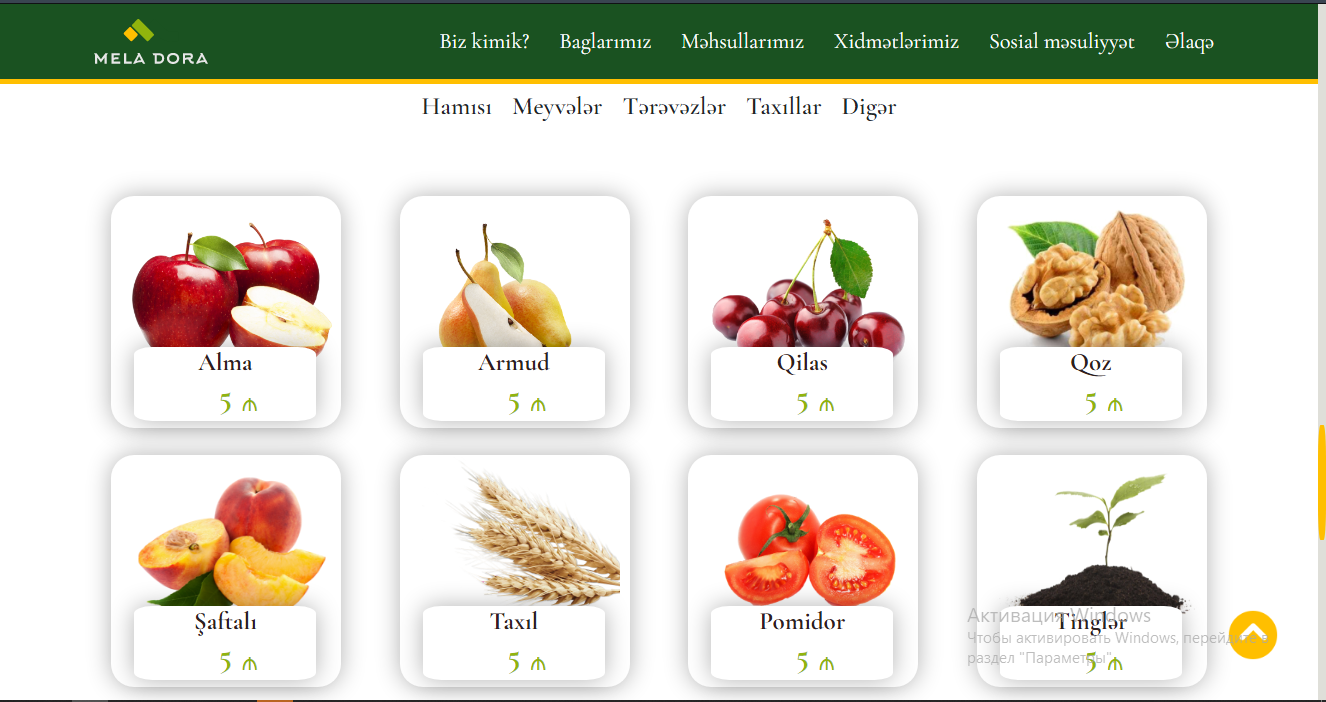 MELA DORA
Biz kimik? Baglarımız Məhsullarımız Xidmətlərimiz Sosial məsuliyyət Əlaqə
Hamısı Meyvələr Tərəvəzlər Taxıllar Digər
Alma Armud Qilas Qoz
5 ₼ 5 ₼ 5 ₼ 5 ₼
Şaftalı Taxıl Pomidor Tinglər
5 ₼ 5 ₼ 5 ₼ 5 ₼
Активация Windows
Чтобы активировать Windows, перейдите в
раздел "Параметры".